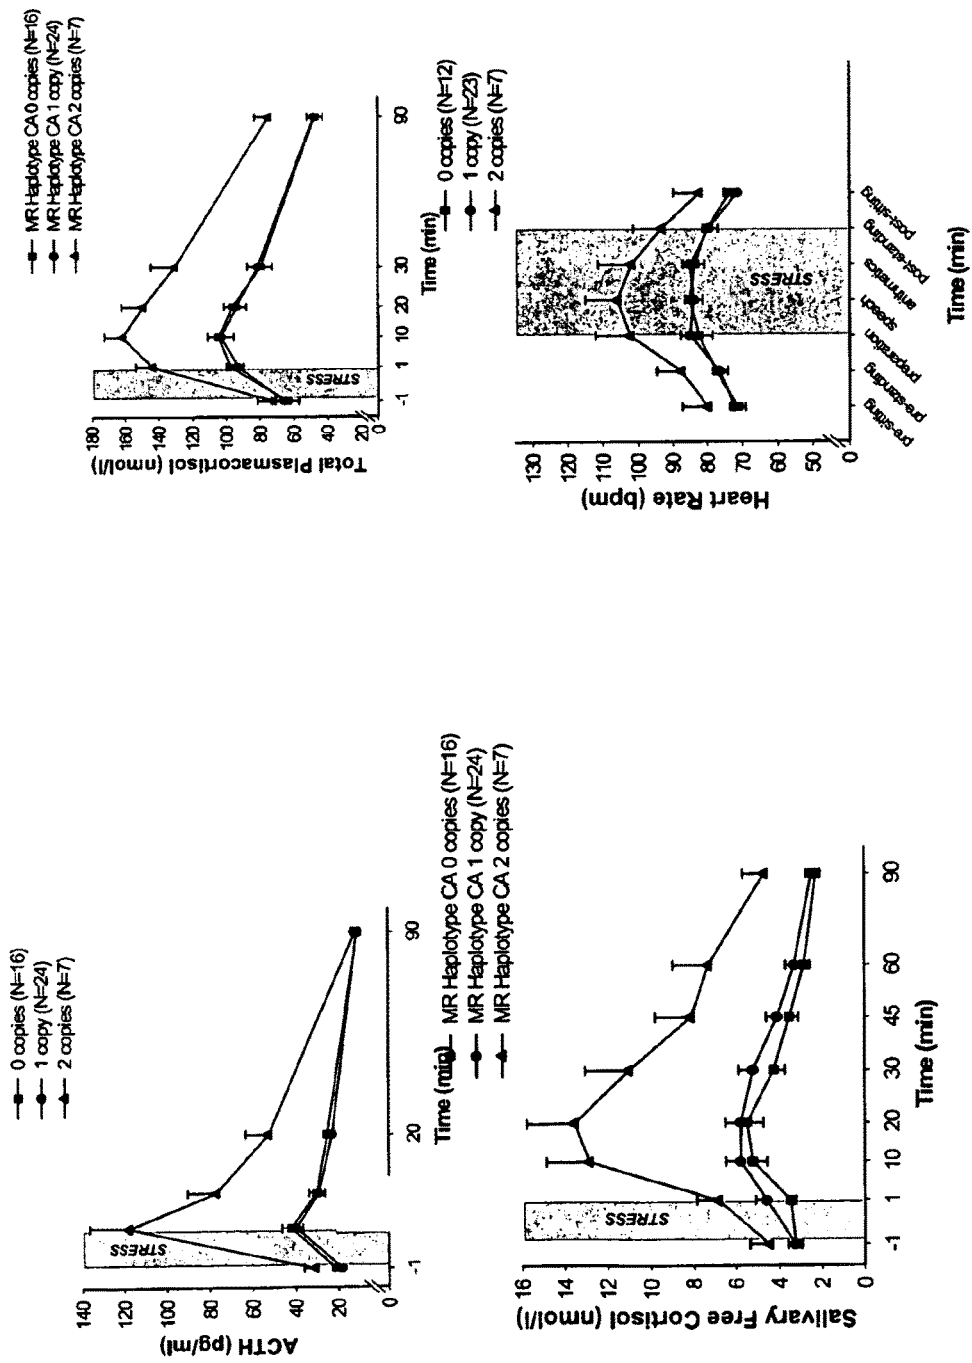 0 copies (N=16)
1 copy (N=24)
2 copies (N=7)
ACTH (pg/ml)
140
120
100
80
60
40
20
0
STRESS
-1 20 90
Time (min)
MR Haplotype CA 0 copies (N=16)
MR Haplotype CA 1 copy (N=24)
MR Haplotype CA 2 copies (N=7)
Total Plasmacortisol (nmol/l)
180
160
140
120
100
80
60
40
20
0
STRESS
-1 1 10 20 30 90
Time (min)
MR Haplotype CA 0 copies (N=16)
MR Haplotype CA 1 copy (N=24)
MR Haplotype CA 2 copies (N=7)
Salivary Free Cortisol (nmol/l)
16
14
12
10
8
6
4
2
0
STRESS
-1 1 10 20 30 45 60 90
Time (min)
0 copies (N=12)
1 copy (N=23)
2 copies (N=7)
Heart Rate (bpm)
130
110
100
90
80
70
50
0
STRESS
pre-sitting
pre-standing
preparation
speech
arithmetics
post-standing
post-sitting
Time (min)